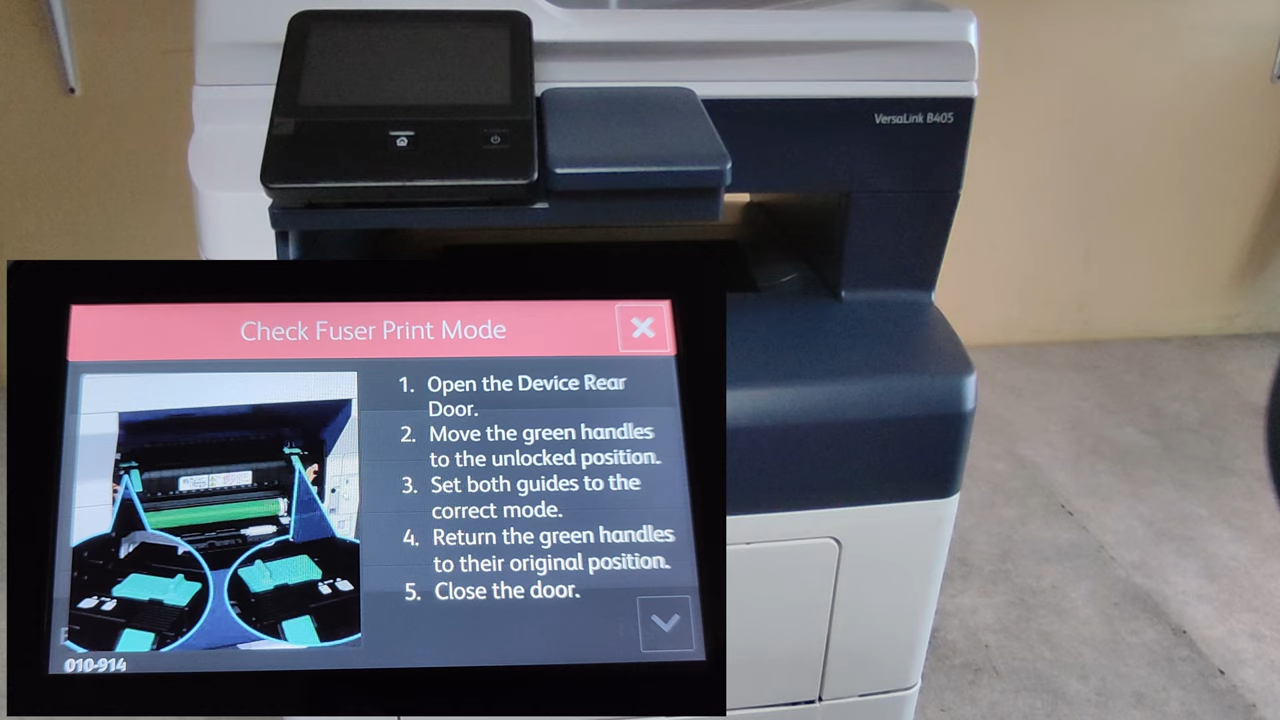 VersaLink B405
Check Fuser Print Mode
1. Open the Device Rear
Door.
2. Move the green handles
to the unlocked position.
3. Set both guides to the
correct mode.
4. Return the green handles
to their original position.
5. Close the door.
010-914